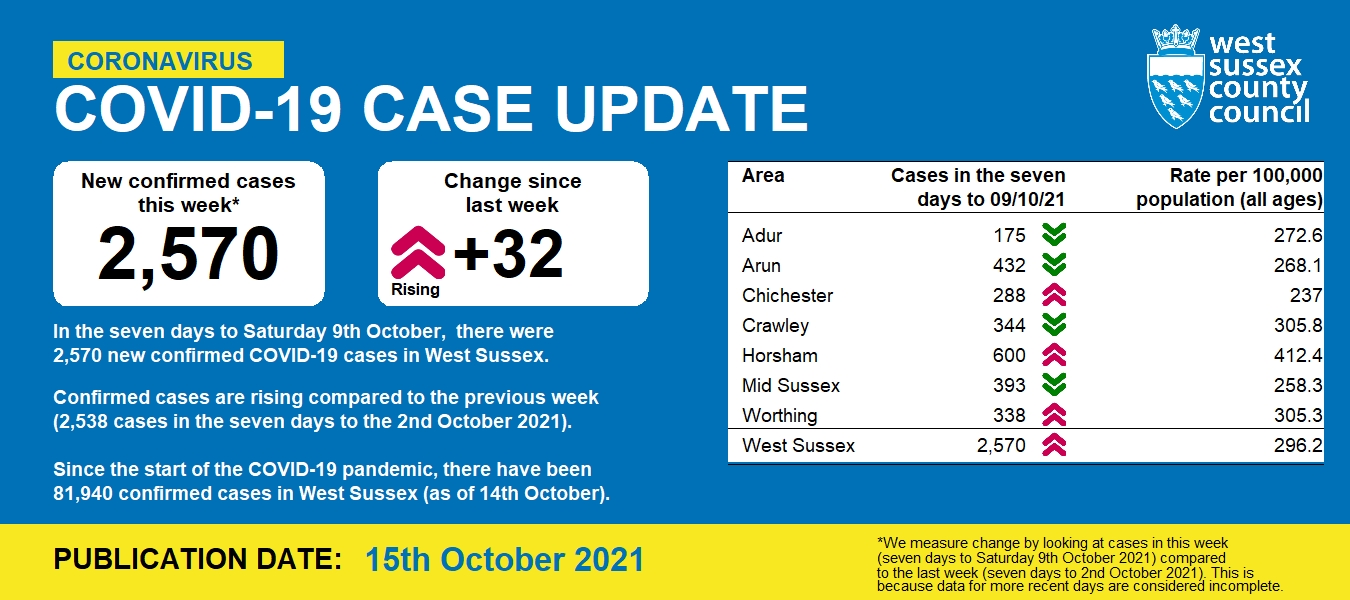 CORONAVIRUS
COVID-19 CASE UPDATE
west
sussex
county
council
New confirmed cases
this week*
2,570
Change since
last week
+32
Rising
In the seven days to Saturday 9th October, there were
2,570 new confirmed COVID-19 cases in West Sussex.
Confirmed cases are rising compared to the previous week
(2,538 cases in the seven days to the 2nd October 2021).
Since the start of the COVID-19 pandemic, there have been
81,940 confirmed cases in West Sussex (as of 14th October).
Area Cases in the seven Rate per 100,000
days to 09/10/21 population (all ages)
Adur 175 272.6
Arun 432 268.1
Chichester 288 237
Crawley 344 305.8
Horsham 600 412.4
Mid Sussex 393 258.3
Worthing 338 305.3
West Sussex 2,570 296.2
PUBLICATION DATE: 15th October 2021
*We measure change by looking at cases in this week
(seven days to Saturday 9th October 2021) compared
to the last week (seven days to 2nd October 2021). This is
because data for more recent days are considered incomplete.